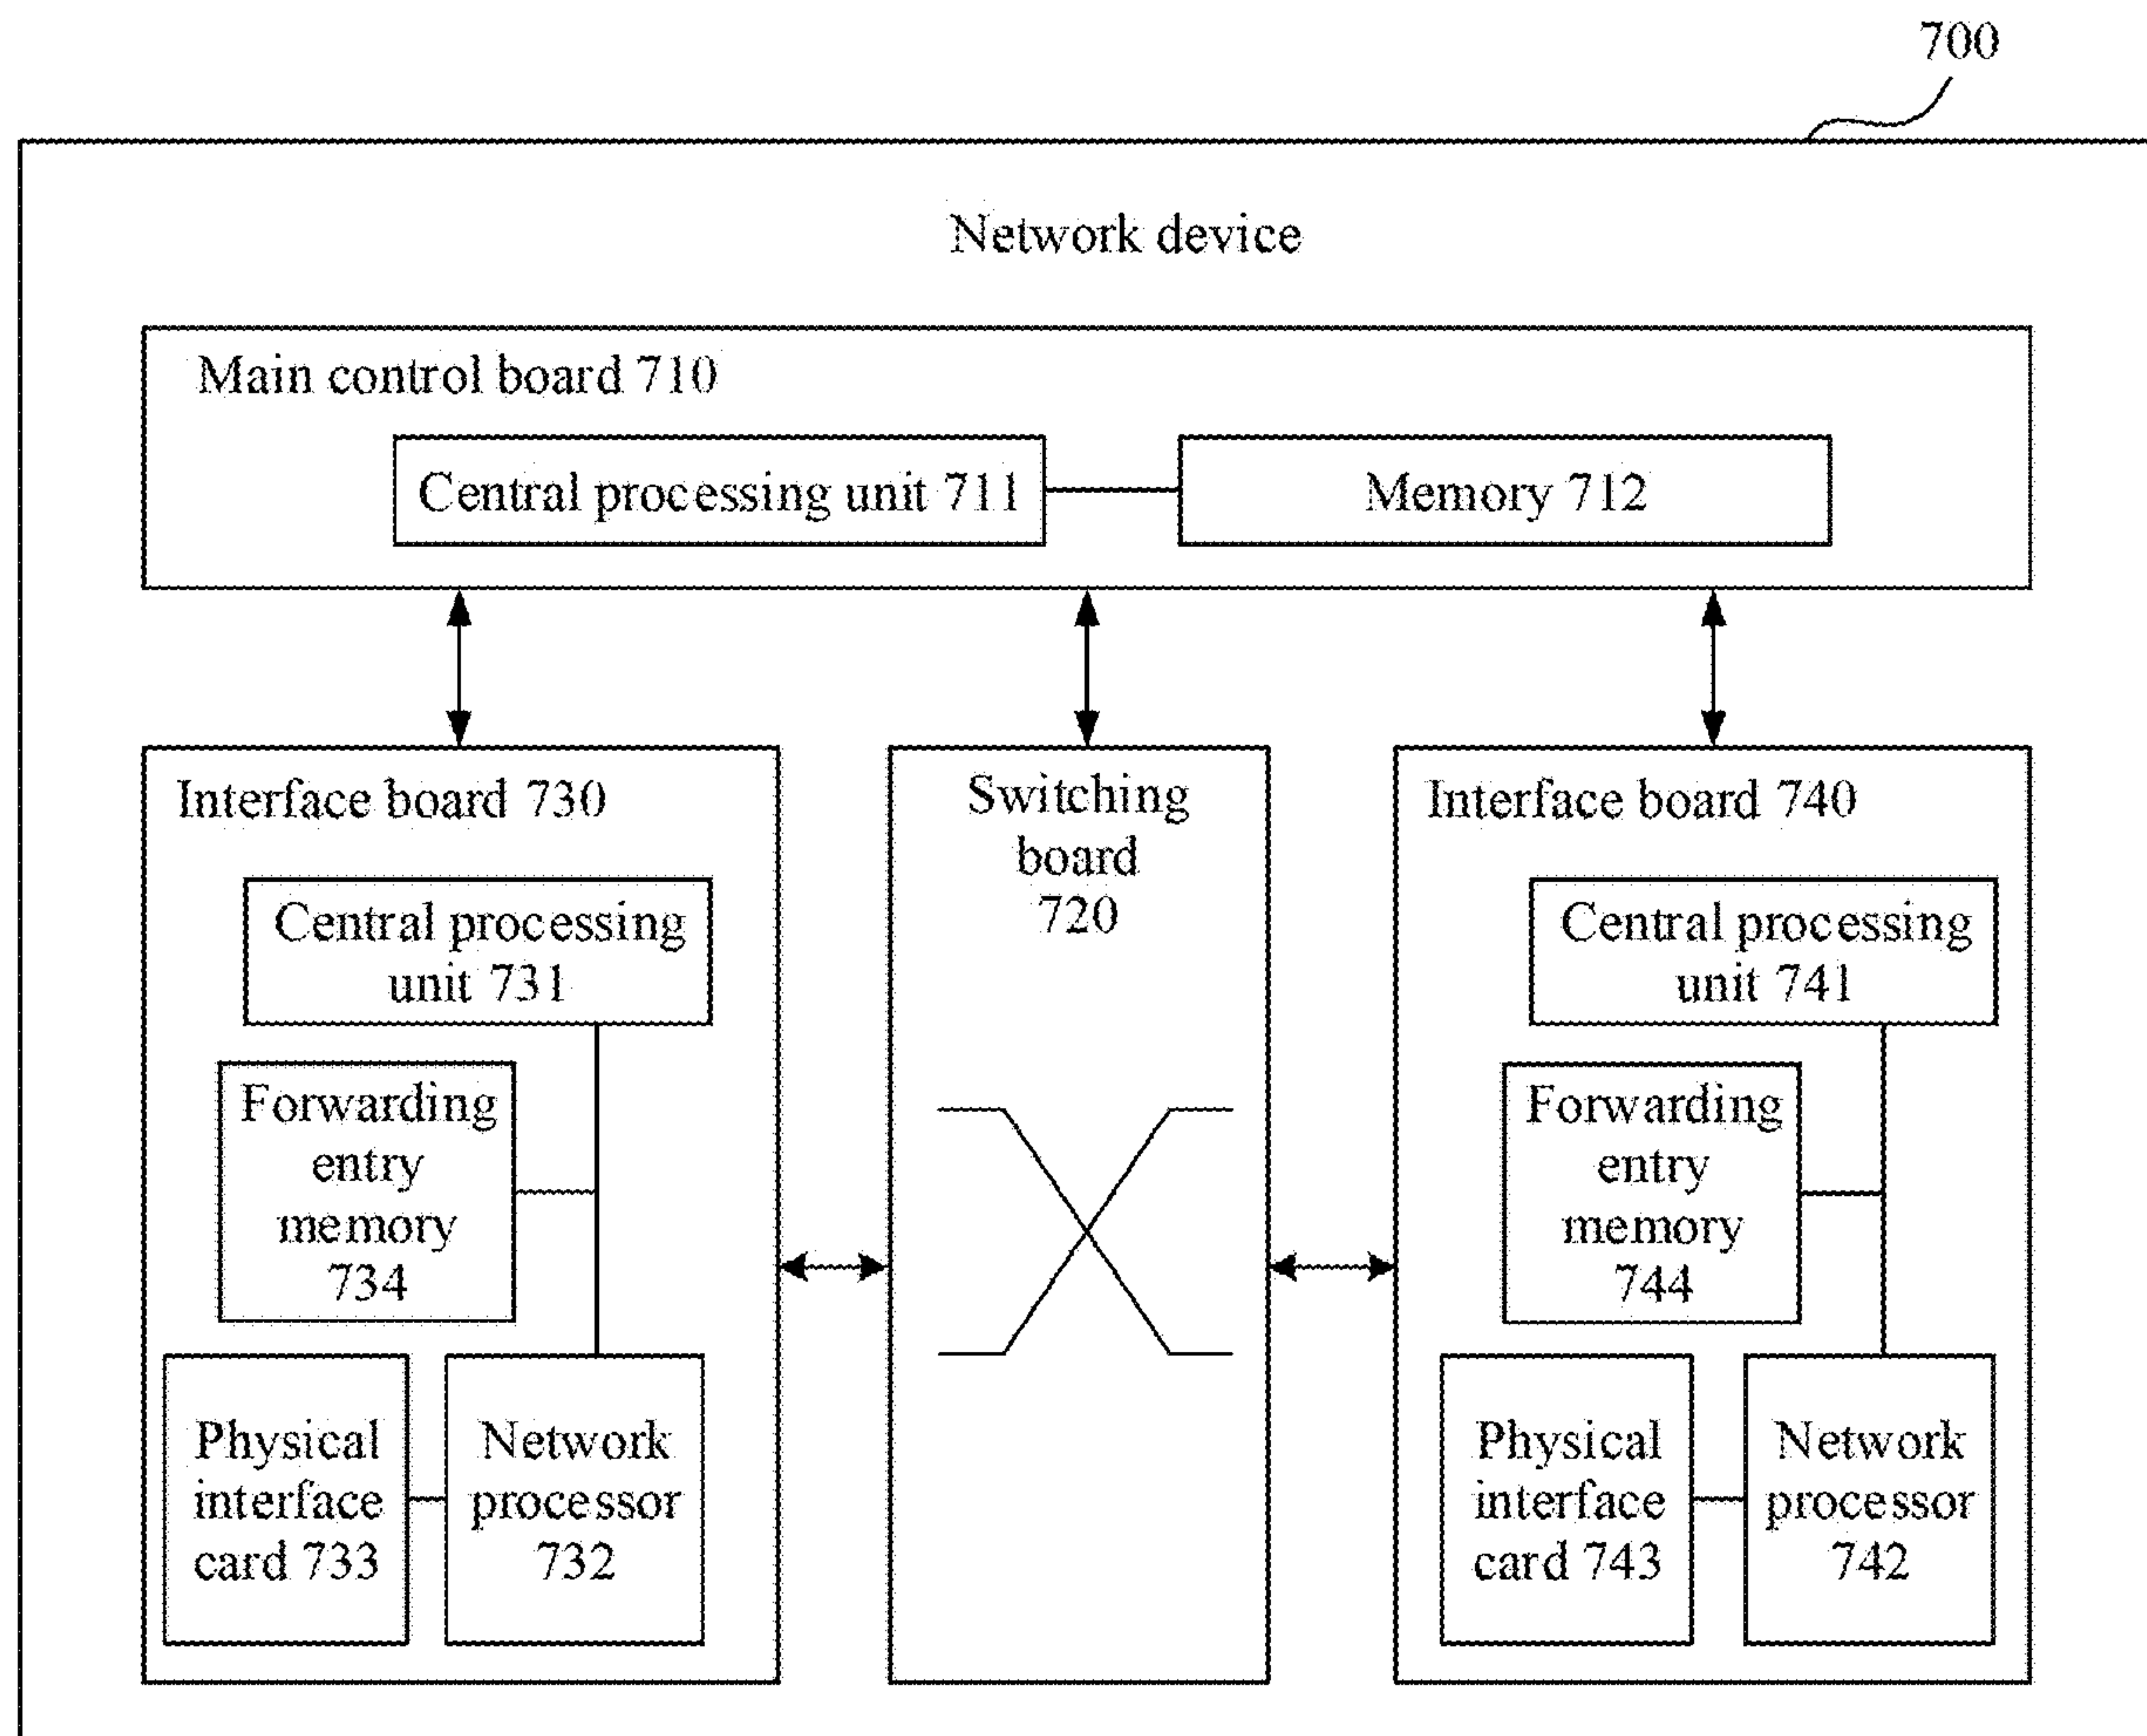 700
Network device
Main control board 710
Central processing unit 711
Memory 712
Interface board 730
Central processing
unit 731
Forwarding
entry
memory
734
Physical
interface
card 733
Network
processor
732
Switching
board
720
Interface board 740
Central processing
unit 741
Forwarding
entry
memory
744
Physical
interface
card 743
Network
processor
742